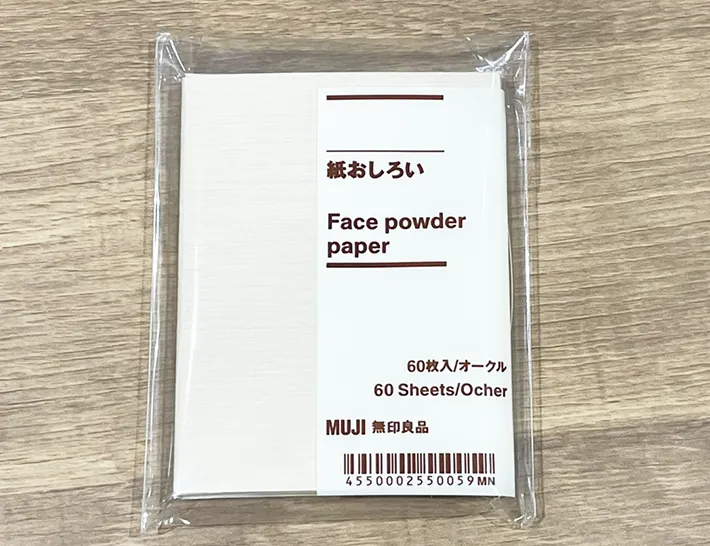 紙おしろい
Face powder
paper
60枚入/オークル
60 Sheets/Ocher
MUJI 無印良品
4550002550059MN